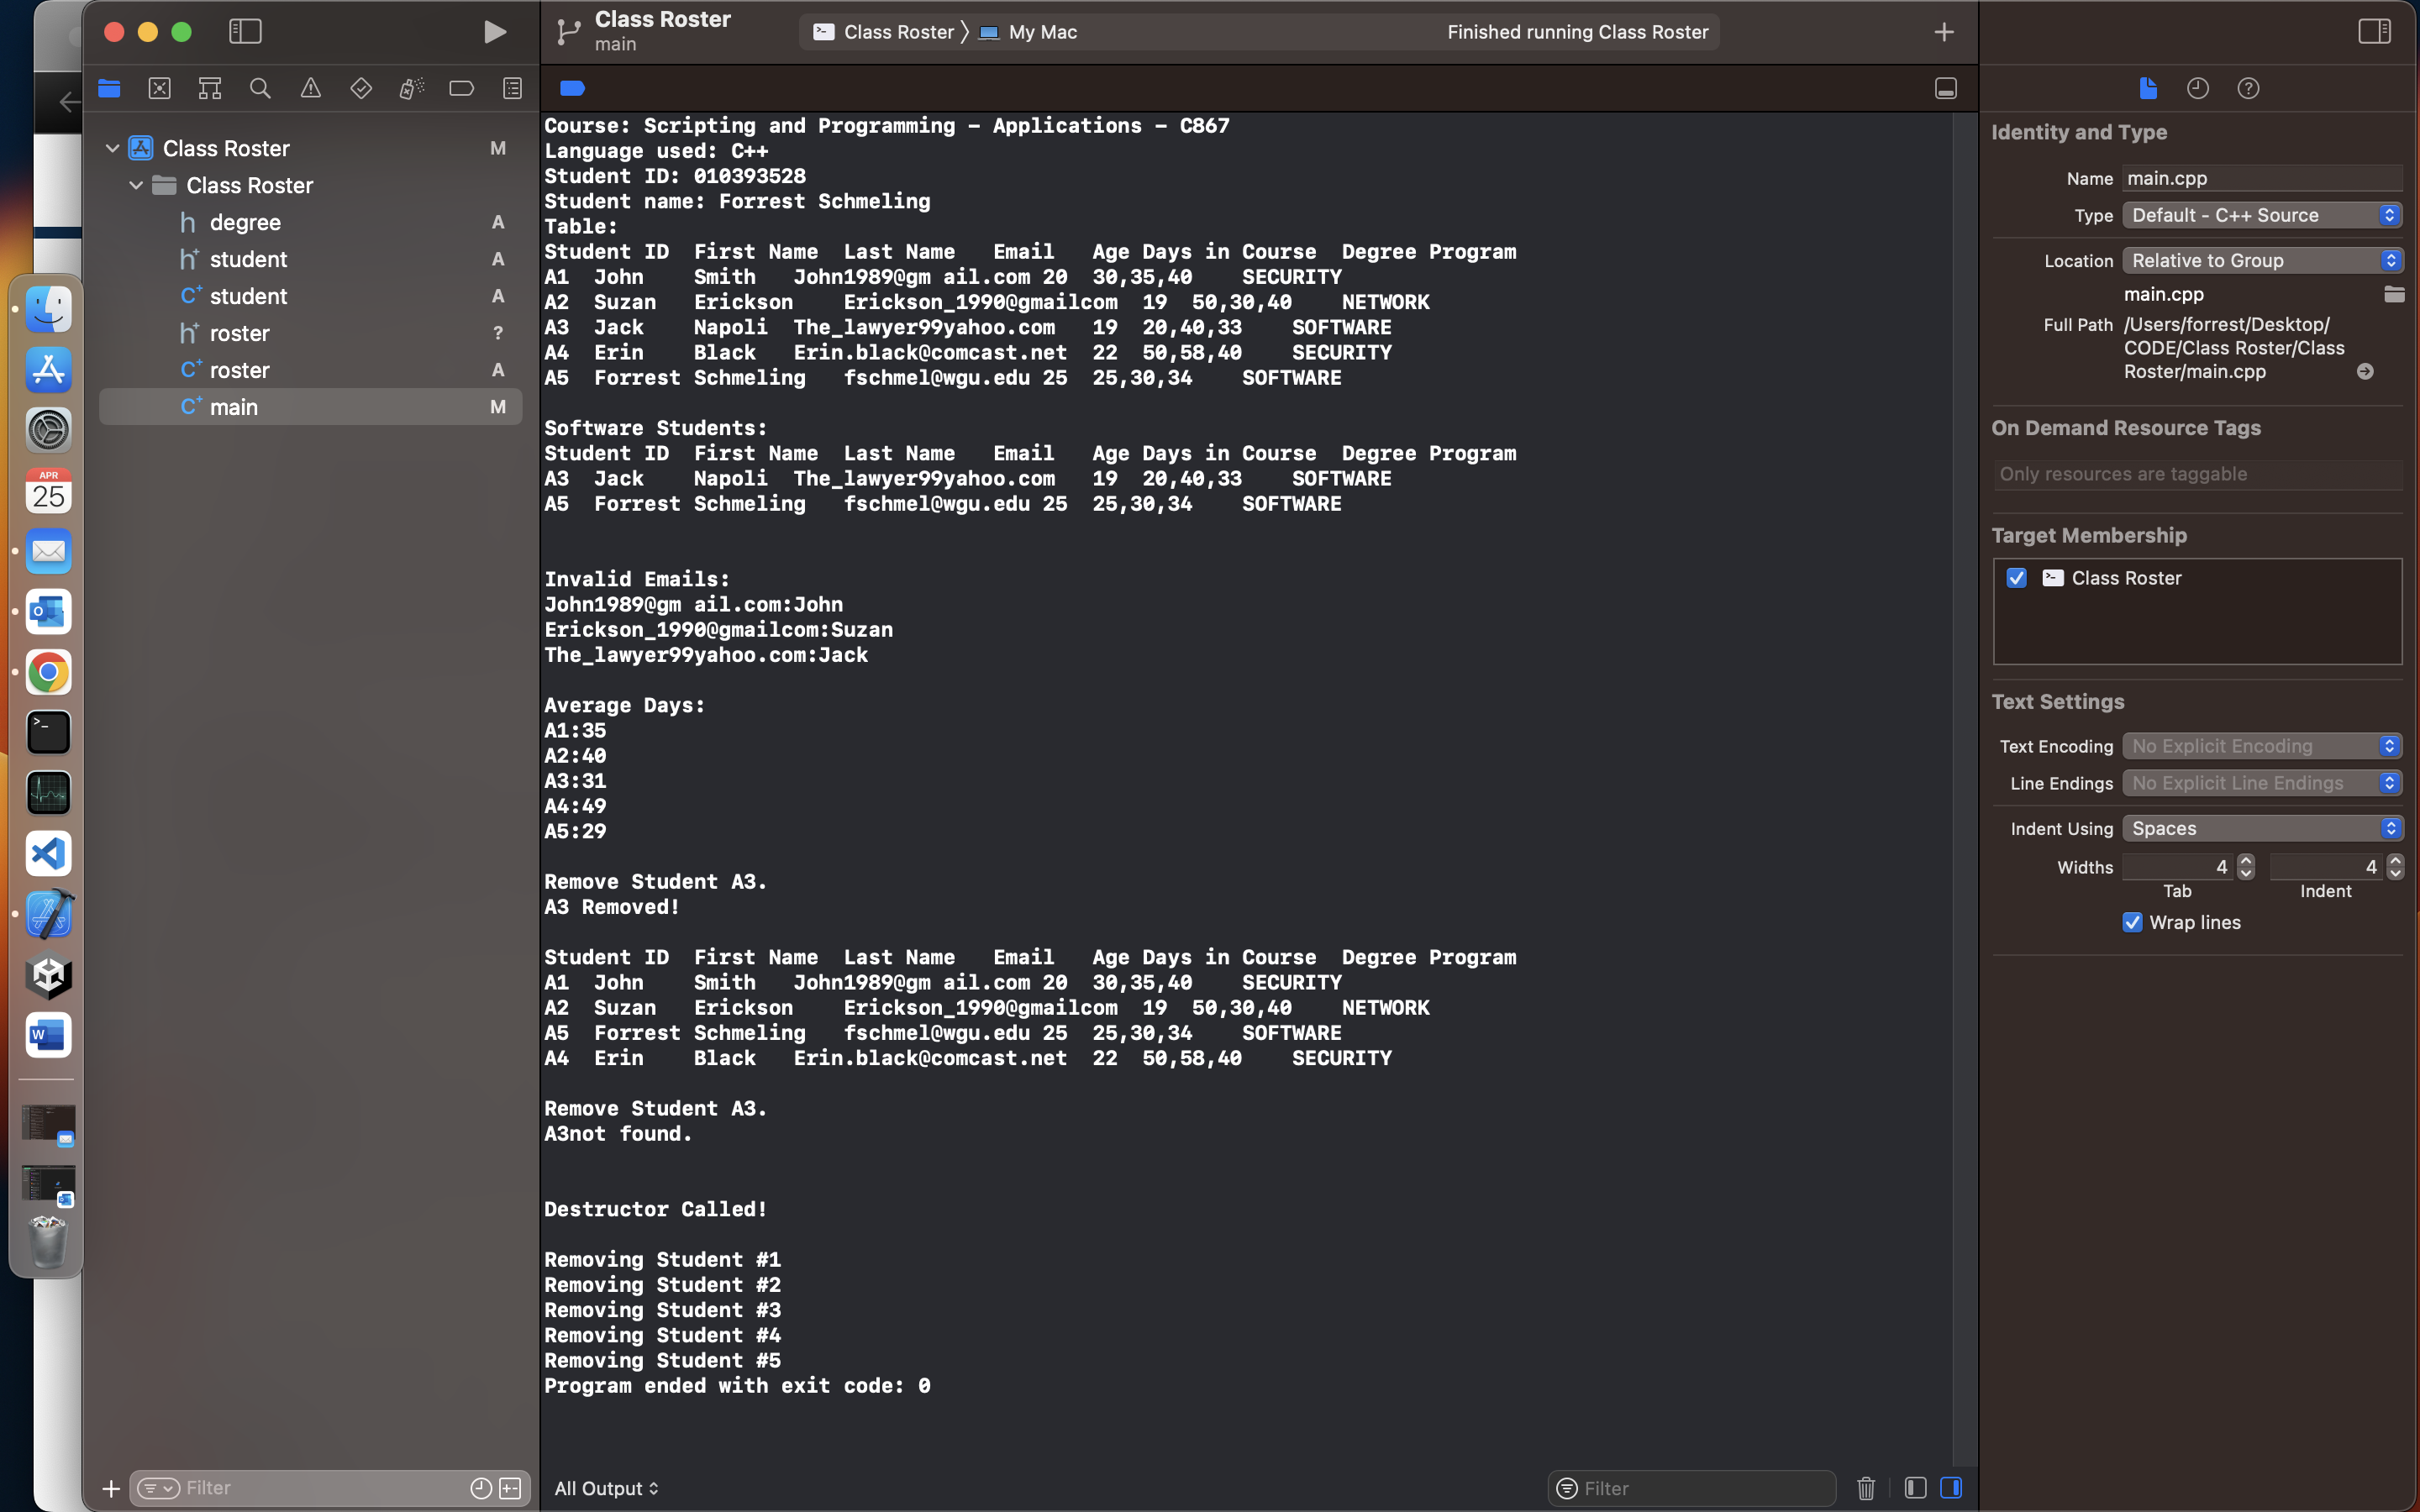 Class Roster
main
Class Roster 〉 My Mac
Finished running Class Roster
Class Roster M
Class Roster
degree A
student A
student A
roster ?
roster A
main M
Filter
APR
25
Course: Scripting and Programming – Applications – C867
Language used: C++
Student ID: 010393528
Student name: Forrest Schmeling
Table:
Student ID First Name Last Name Email Age Days in Course Degree Program
A1 John Smith John1989@gm ail.com 20 30,35,40 SECURITY
A2 Suzan Erickson Erickson_1990@gmailcom 19 50,30,40 NETWORK
A3 Jack Napoli The_lawyer99yahoo.com 19 20,40,33 SOFTWARE
A4 Erin Black Erin.black@comcast.net 22 50,58,40 SECURITY
A5 Forrest Schmeling fschmel@wgu.edu 25 25,30,34 SOFTWARE
Software Students:
Student ID First Name Last Name Email Age Days in Course Degree Program
A3 Jack Napoli The_lawyer99yahoo.com 19 20,40,33 SOFTWARE
A5 Forrest Schmeling fschmel@wgu.edu 25 25,30,34 SOFTWARE
Invalid Emails:
John1989@gm ail.com:John
Erickson_1990@gmailcom:Suzan
The_lawyer99yahoo.com:Jack
Average Days:
A1:35
A2:40
A3:31
A4:49
A5:29
Remove Student A3.
A3 Removed!
Student ID First Name Last Name Email Age Days in Course Degree Program
A1 John Smith John1989@gm ail.com 20 30,35,40 SECURITY
A2 Suzan Erickson Erickson_1990@gmailcom 19 50,30,40 NETWORK
A5 Forrest Schmeling fschmel@wgu.edu 25 25,30,34 SOFTWARE
A4 Erin Black Erin.black@comcast.net 22 50,58,40 SECURITY
Remove Student A3.
A3not found.
Destructor Called!
Removing Student #1
Removing Student #2
Removing Student #3
Removing Student #4
Removing Student #5
Program ended with exit code: 0
All Output
Filter
Identity and Type
Name main.cpp
Type Default - C++ Source
Location Relative to Group
main.cpp
Full Path /Users/forrest/Desktop/
CODE/Class Roster/Class
Roster/main.cpp
On Demand Resource Tags
Only resources are taggable
Target Membership
Class Roster
Text Settings
Text Encoding No Explicit Encoding
Line Endings No Explicit Line Endings
Indent Using Spaces
Widths 4 4
Tab Indent
Wrap lines